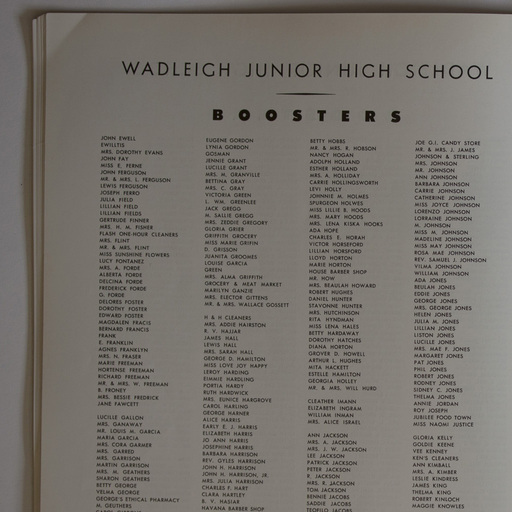 WADLEIGH JUNIOR HIGH SCHOOL
BOOSTERS
JOHN EWELL
EWILLTIS
MRS. DOROTHY EVANS
JOHN FAY
MISS E. FERNE
JOHN FERGUSON
MR. & MRS. L. FERGUSON
LEWIS FERGUSON
JOSEPH FERRO
JULIA FIELD
LILLIAN FIELD
LILLIAN FIELDS
GERTRUDE FINNER
MRS. H. M. FISHER
FLASH ONE HOUR CLEANERS
MRS. FLINT
MR. & MRS. FLINT
MISS SUNSHINE FLOWERS
LUCY FONTANEZ
MRS. A. FORDE
ALBERTA FORDE
DELCINA FORDE
FREDERICK FORDE
G. FORDE
DELORES FOSTER
DOROTHY FOSTER
EDWARD FOSTER
MAGDALEN FRACIS
BERNARD FRANCIS
FRANK
E. FRANKLIN
AGNES FRANKLYN
MRS. N. FRASER
MARIE FREEMAN
HORTENSE FREEMAN
RICHARD FREEMAN
MR. & MRS. W. FREEMAN
B. FRONEY
MRS. BESSIE FREDRICK
JANE FAWCETT
LUCILLE GALLON
MRS. GANAWAY
MR. LOUIS M. GARCIA
MARIA GARCIA
MRS. CORA GARNER
MRS. GARRED
MRS. GARRISON
MARTIN GARRISON
MRS. M. GEATHERS
SHARON GEATHERS
BETTY GEORGE
VELMA GEORGE
GEORGE'S ETHICAL PHARMACY
M. GEUTHERS
EUGENE GORDON
LYNIA GORDON
GOSMAN
JENNIE GRANT
LUCILLE GRANT
MRS. M. GRANVILLE
BETTINA GRAY
MRS. C. GRAY
VICTORIA GREEN
L. WM. GREENLEE
JACK GREGG
M. SALLIE GREGG
MRS. EDDIE GREGORY
GLORIA GRIER
GRIFFITH GROCERY
MISS MARIE GRIFIN
D. GRISSON
JUANITA GROOMES
LOUISE GARCIA
GREEN
MRS. ALMA GRIFFITH
GROCERY & MEAT MARKET
MARILYN GANZIE
MRS. ELECTOR GITTENS
MR. & MRS. WALLACE GOSSETT
H & H CLEANERS
MRS. ADDIE HAIRSTON
R. V. HAJJAR
JAMES HALL
LEWIS HALL
MRS. SARAH HALL
GEORGE D. HAMILTON
MISS LOVE JOY HAPPY
LEROY HARDING
ELMMIE HARDLING
PORTIA HARDY
RUTH HARDWICK
MRS. EUNICE HARGROVE
CAROL HARLING
GEORGE HARNER
ALICE HARRIS
EARLY E. J. HARRIS
ELIZABETH HARRIS
JO ANN HARRIS
JOSEPHINE HARRIS
BARBARA HARRISON
REV. GYLES HARRISON
JOHN H. HARRISON
JOHN H. HARRISON, JR.
MRS. JULIA HARRISON
CHARLES F. HART
CLARA HARTLEY
B. V. HASLAR
HAVANA BARBER SHOP
BETTY HOBBS
MR. & MRS. R. HOBSON
NANCY HOGAN
ADOLPH HOLLAND
ESTHER HOLLAND
MRS. A. HOLLIDAY
CARRIE HOLLINGSWORTH
LEVI HOLLY
JOHNNIE M. HOLMES
SPURGEON HOLWES
MISS LILLIE B. HOODS
MRS. MARY HOODS
MRS. LENA KISKA HOOKS
ADA HOPE
CHARLES E. HORAH
VICTOR HORSEFORD
LILLIAN HORSFORD
LLOYD HORTON
MARIE HORTON
HOUSE BARBER SHOP
MR. HOW
MRS. BEULAH HOWARD
ROBERT HUGHES
DANIEL HUNTER
STAVONNE HUNTER
MRS. HUTCHINSON
RITA HYNDMAN
MISS LENA HALES
BETTY HARDAWAY
DOROTHY HATCHES
DIANA HORTON
GROVER D. HOWELL
ARTHUR L. HUGHES
MITA HACKETT
ESTELLE HAMILTON
GEORGIA HOLLEY
MR. & MRS. WILL HURD
CLEATHER IMANN
ELIZABETH INGRAM
WILLIAM INMAN
MRS. ALICE ISRAEL
ANN JACKSON
MRS. A. JACKSON
MRS. J. W. JACKSON
LEE JACKSON
PATRICK JACKSON
PETER JACKSON
R. JACKSON
MRS. R. JACKSON
TOM JACKSON
BENNIE JACOBS
SADDIE JACOBS
TEOFILO JACOBS
JOE G.L. CANDY STORE
MR. & MRS. J. JAMES
JOHNSON & STERLING
MRS. JOHNSON
MR. JOHNSON
ANN JOHNSON
BARBARA JOHNSON
CARRIE JOHNSON
CATHERINE JOHNSON
MISS JOYCE JOHNSON
LORENZO JOHNSON
LORRAINE JOHNSON
M. JOHNSON
MISS M. JOHNSON
MADELINE JOHNSON
MISS MAY JOHNSON
ROSA MAE JOHNSON
REV. SAMUEL J. JOHNSON
VILMA JOHNSON
WILLIAM JOHNSON
ADA JONES
BEULAH JONES
EDDIE JONES
GEORGE JONES
MRS. GEORGE JONES
HELEN JONES
JULIA M. JONES
LILLIAN JONES
LISTON JONES
LUCILLE JONES
MRS. MAE F. JONES
MARGARET JONES
PAT JONES
PHIL JONES
ROBERT JONES
RODNEY JONES
SIDNEY C. JONES
THELMA JONES
ANNIE JORDAN
ROY JOSEPH
JUBILEE FOOD TOWN
MISS NAOMI JUSTICE
GLORIA KELLY
GOLDIE KEENE
VEE KENNEY
KEN'S CLEANERS
ANN KIMBALL
MRS. A. KIMBER
LESLIE KINDRESS
JAMES KING
THELMA KING
ROBERT KINLOCH
MAGGIE KNOWLES